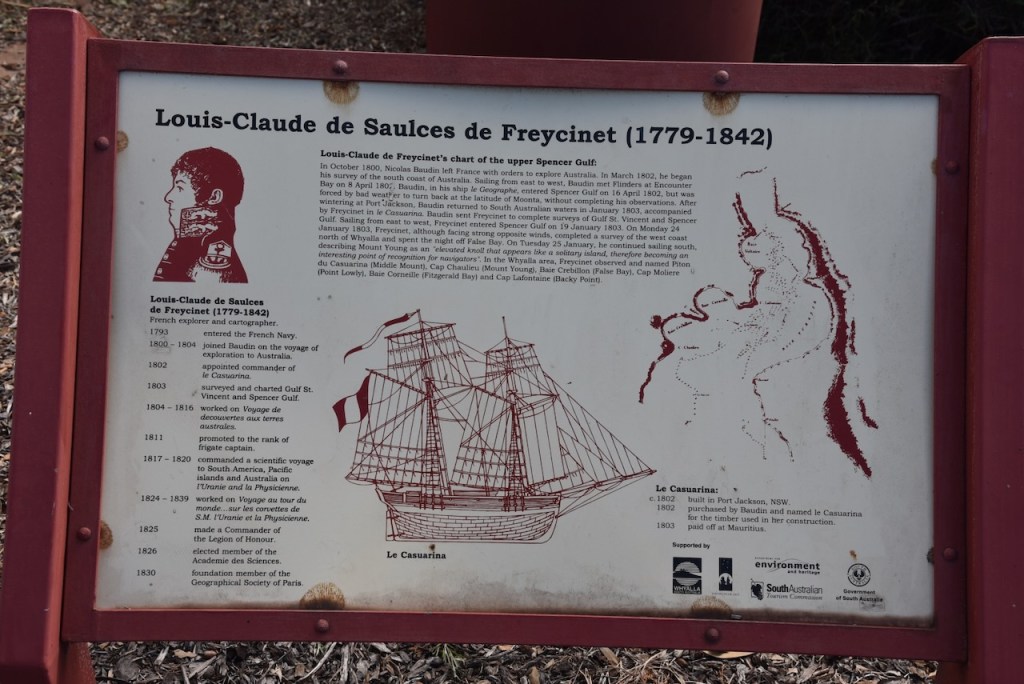 Louis-Claude de Saulces de Freycinet (1779-1842)
Louis-Claude de Freycinet's chart of the upper Spencer Gulf:
In October 1800, Nicolas Baudin left France with orders to explore Australia. In March 1802, he began
his survey of the south coast of Australia. Sailing from east to west, Baudin met Flinders at Encounter
Bay on 8 April 1802. Baudin, in his ship le Geographe, entered Spencer Gulf on 16 April 1802, but was
forced by bad weather to turn back at the latitude of Moonta, without completing his observations. After
wintering at Port Jackson, Baudin returned to South Australian waters in January 1803, accompanied
by Freycinet in le Casuarina. Baudin sent Freycinet to complete surveys of Gulf St. Vincent and Spencer
Gulf. Sailing from east to west, Freycinet entered Spencer Gulf on 19 January 1803. On Monday 24
January 1803, Freycinet, although facing strong opposite winds, completed a survey of the west coast
north of Whyalla and spent the night off False Bay. On Tuesday 25 January, he continued sailing south,
describing Mount Young as an "elevated knoll that appears like a solitary island, therefore becoming an
interesting point of recognition for navigators". In the Whyalla area, Freycinet observed and named Piton
du Casuarina (Middle Mount), Cap Chaulieu (Mount Young), Baie Crebillon (False Bay), Cap Moliere
(Point Lowly), Baie Corneille (Fitzgerald Bay) and Cap Lafontaine (Backy Point).
Louis-Claude de Saulces
de Freycinet (1779-1842)
French explorer and cartographer.
1793 entered the French Navy.
1800 – 1804 joined Baudin on the voyage of
exploration to Australia.
1802 appointed commander of
le Casuarina.
1803 surveyed and charted Gulf St.
Vincent and Spencer Gulf.
1804 – 1816 worked on Voyage de
decouvertes aux terres
australes.
1811 promoted to the rank of
frigate captain.
1817 – 1820 commanded a scientific voyage
to South America, Pacific
islands and Australia on
l'Uranie and la Physicienne.
1824 – 1839 worked on Voyage au tour du
monde...sur les corvettes de
S.M. l'Uranie et la Physicienne.
1825 made a Commander of
the Legion of Honour.
1826 elected member of the
Academie des Sciences.
1830 foundation member of the
Geographical Society of Paris.
Le Casuarina
Le Casuarina:
c.1802 built in Port Jackson, NSW.
1802 purchased by Baudin and named le Casuarina
for the timber used in her construction.
1803 paid off at Mauritius.
Supported by
WHYALLA
environment
and heritage
SouthAustralian
Tourism Commission
Government
of South Australia